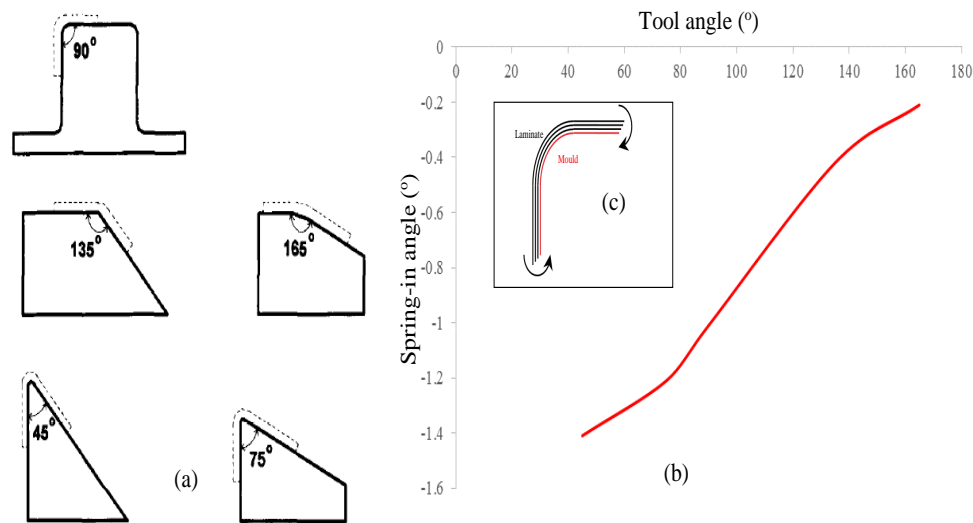 90°
135°
165°
45°
75°
(a)
Tool angle (º)
0 20 40 60 80 100 120 140 160 180
0
-0.2
-0.4
-0.6
-0.8
-1
-1.2
-1.4
-1.6
Spring-in angle (º)
Laminate
Mould
(c)
(b)